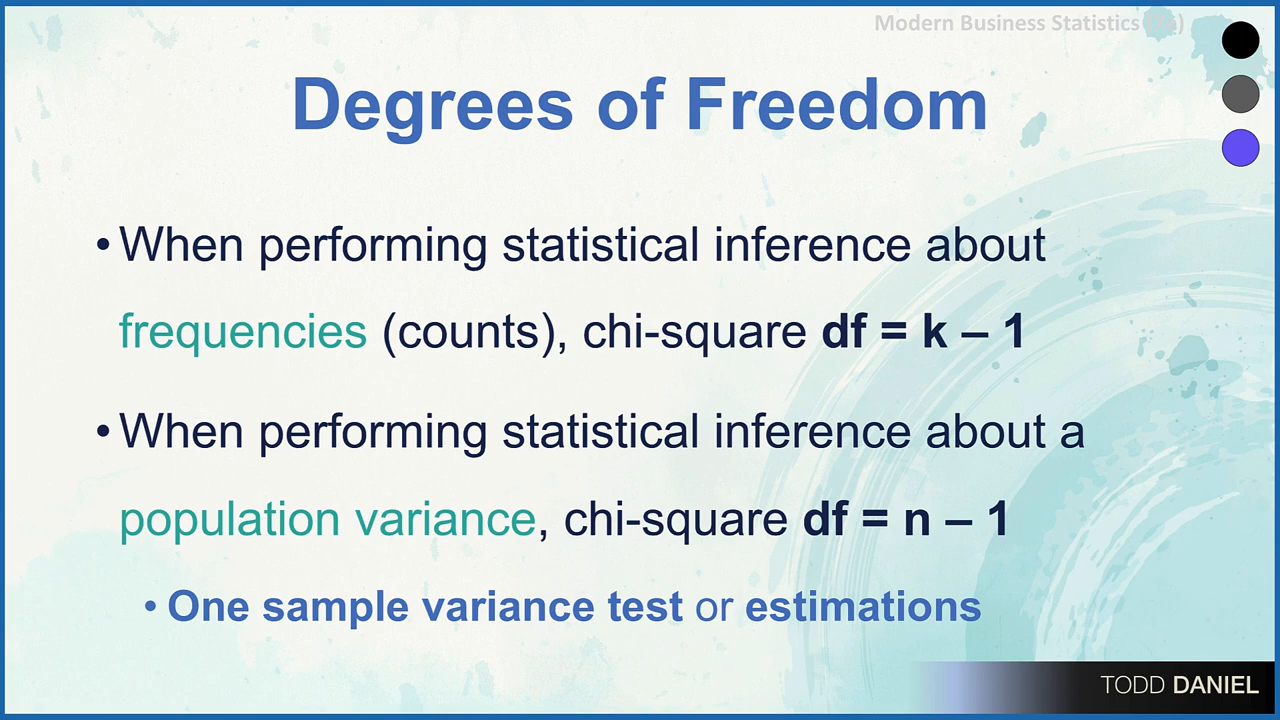 Modern Business Statistics
Degrees of Freedom
• When performing statistical inference about
frequencies (counts), chi-square df = k – 1
• When performing statistical inference about a
population variance, chi-square df = n – 1
• One sample variance test or estimations
TODD DANIEL